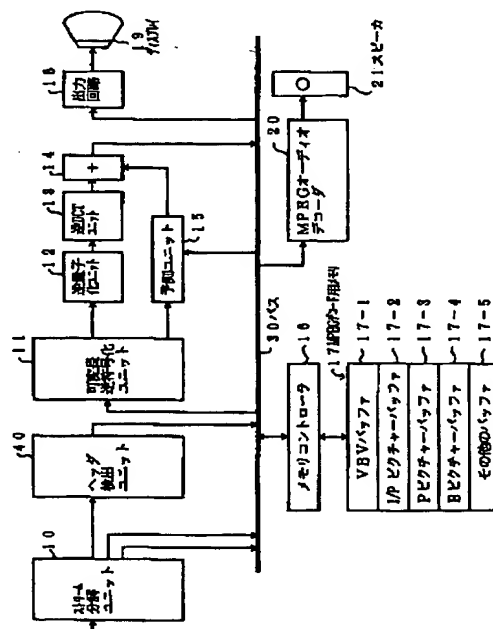 10
ストリーム
分解
ユニット
40
ヘッダ
検出
ユニット
11
可変長
逆符号化
ユニット
12
逆量子
化ユニット
13
逆DCT
ユニット
14
+
15
予測ユニット
18
出力
回路
19
ディスプレイ
30 バス
16
メモリコントローラ
17 MPEGデコード用メモリ
17-1
VBVバッファ
17-2
I/Pピクチャーバッファ
17-3
Pピクチャーバッファ
17-4
Bピクチャーバッファ
17-5
その他のバッファ
20
MPEGオーディオ
デコーダ
21 スピーカ